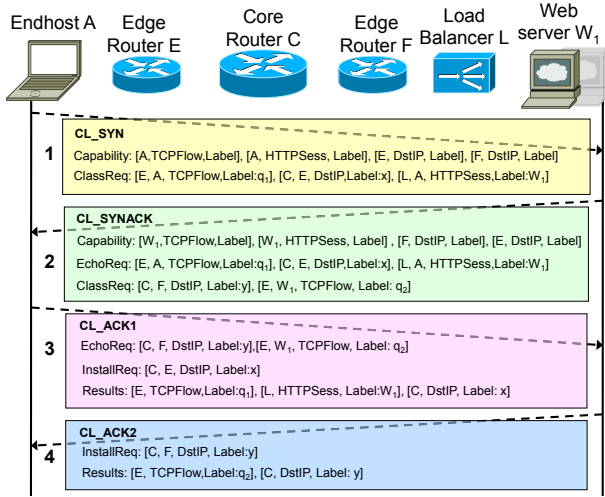 Endhost A
Edge Router E
Core Router C
Edge Router F
Load Balancer L
Web server W₁
1
CL_SYN
Capability: [A,TCPFlow,Label], [A, HTTPSess, Label], [E, DstIP, Label], [F, DstIP, Label]
ClassReq: [E, A, TCPFlow,Label:q₁], [C, E, DstIP,Label:x], [L, A, HTTPSess,Label:W₁]
2
CL_SYNACK
Capability: [W₁,TCPFlow,Label], [W₁, HTTPSess, Label] , [F, DstIP, Label], [E, DstIP, Label]
EchoReq: [E, A, TCPFlow,Label:q₁], [C, E, DstIP,Label:x], [L, A, HTTPSess,Label:W₁]
ClassReq: [C, F, DstIP, Label:y], [E, W₁, TCPFlow, Label: q₂]
3
CL_ACK1
EchoReq: [C, F, DstIP, Label:y],[E, W₁, TCPFlow, Label: q₂]
InstallReq: [C, E, DstIP, Label:x]
Results: [E, TCPFlow,Label:q₁], [L, HTTPSess, Label:W₁], [C, DstIP, Label: x]
4
CL_ACK2
InstallReq: [C, F, DstIP, Label:y]
Results: [E, TCPFlow,Label:q₂], [C, DstIP, Label: y]